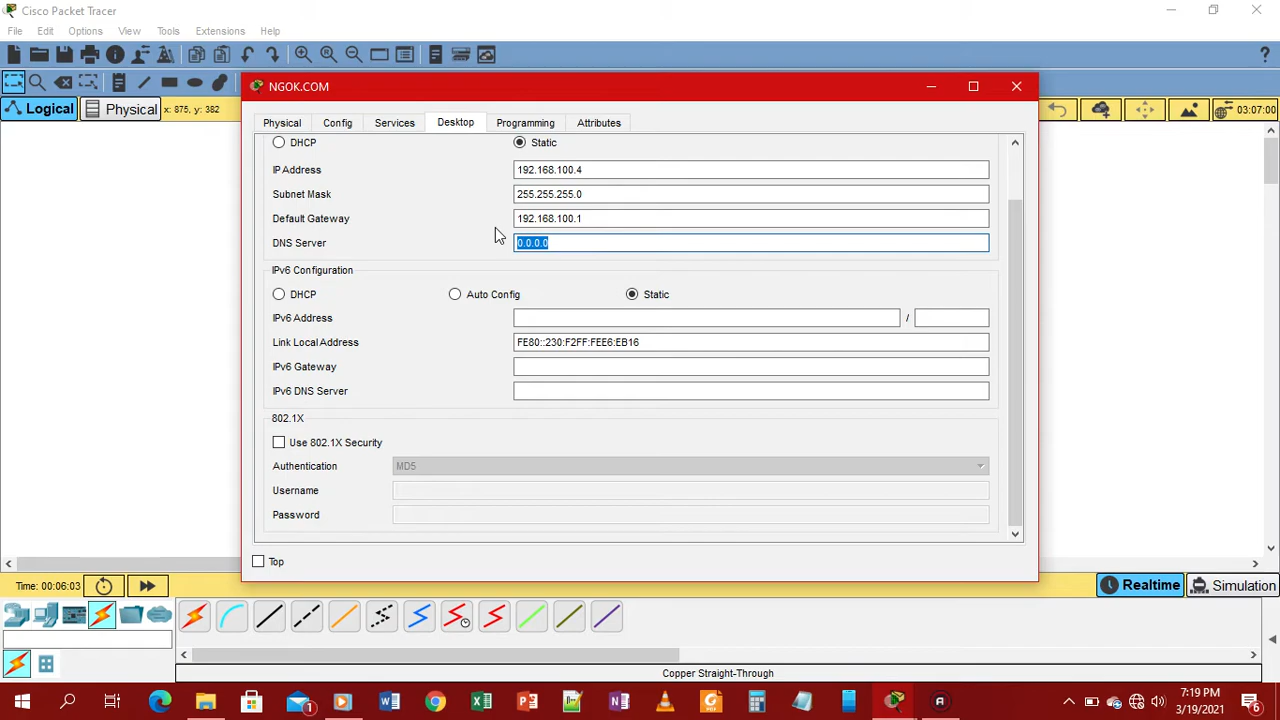 Cisco Packet Tracer
File Edit Options View Tools Extensions Help
Logical Physical x: 875, y: 382 03:07:00
NGOK.COM
Physical Config Services Desktop Programming Attributes
DHCP Static
IP Address 192.168.100.4
Subnet Mask 255.255.255.0
Default Gateway 192.168.100.1
DNS Server 0.0.0.0
IPv6 Configuration
DHCP Auto Config Static
IPv6 Address /
Link Local Address FE80::230:F2FF:FEE6:EB16
IPv6 Gateway
IPv6 DNS Server
802.1X
Use 802.1X Security
Authentication MD5
Username
Password
Top
Time: 00:06:03 Realtime Simulation
Copper Straight-Through
7:19 PM
3/19/2021
1
6